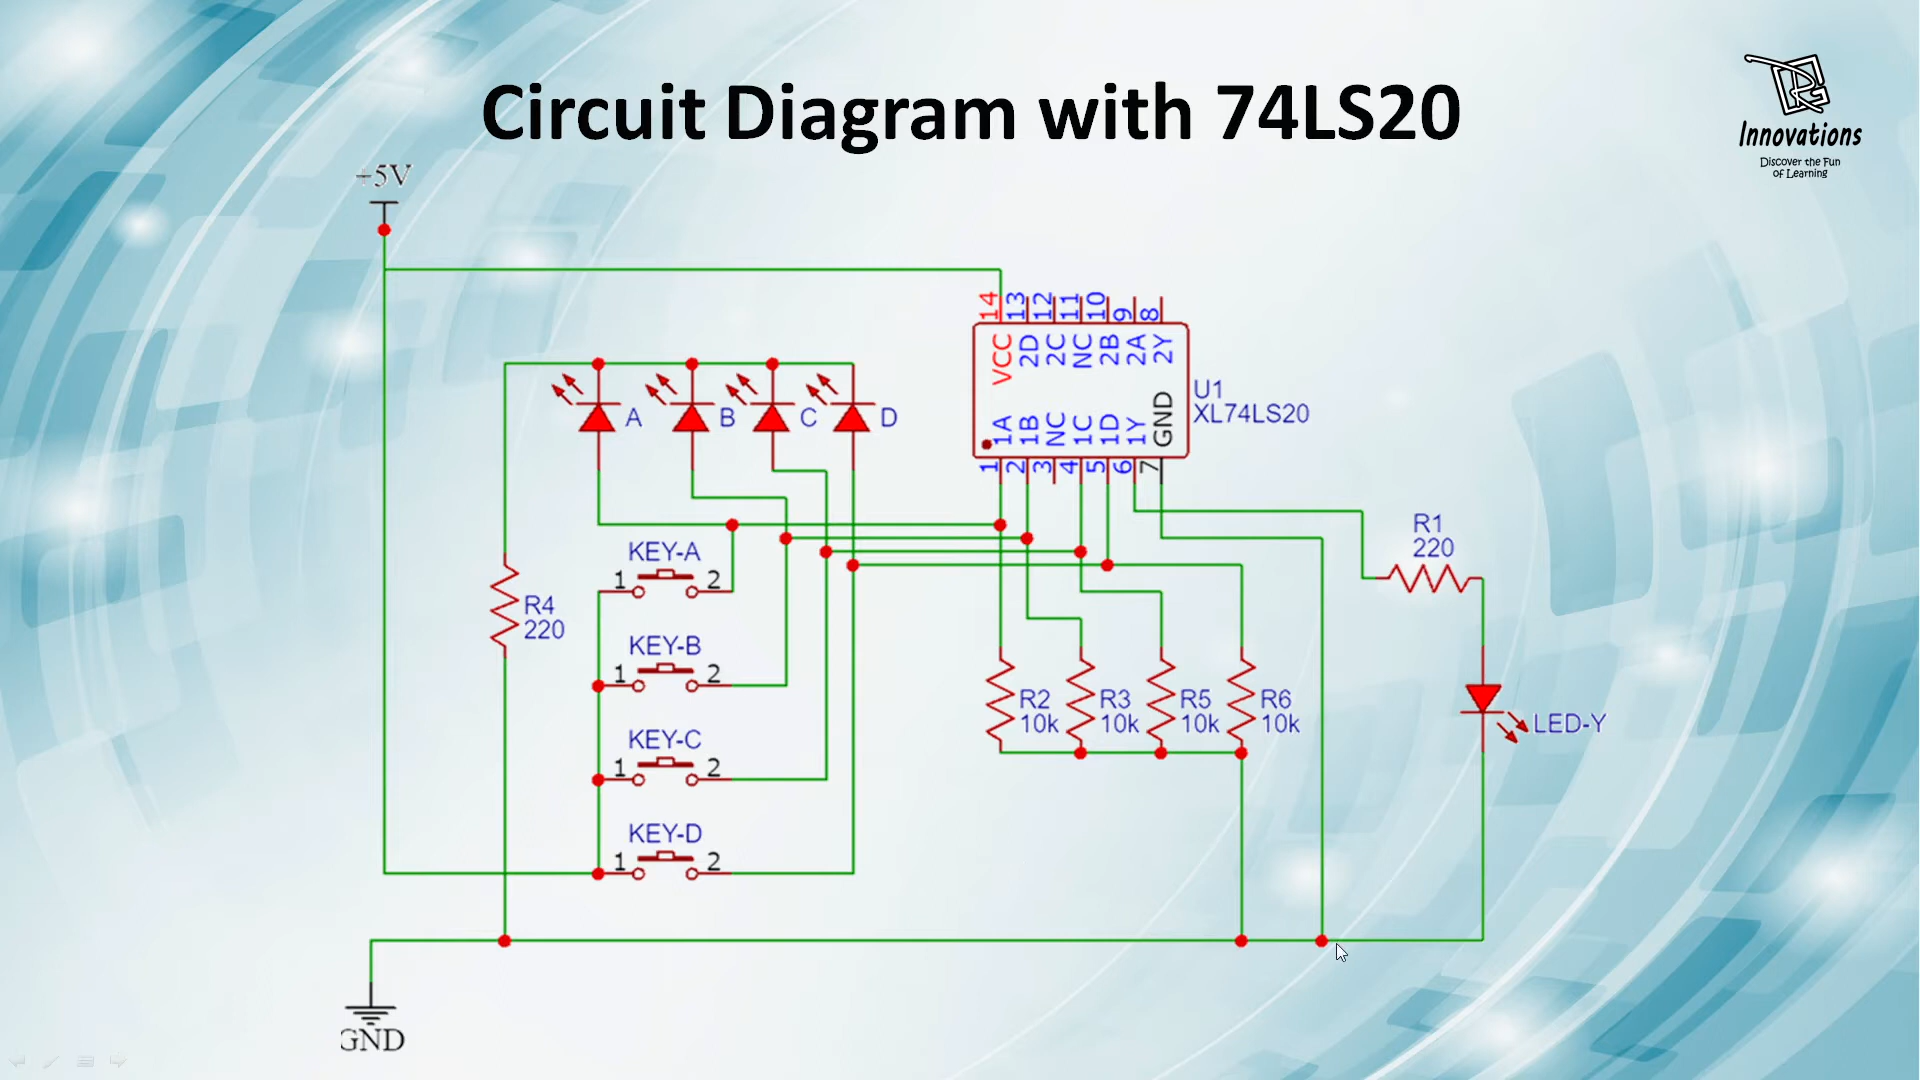 Circuit Diagram with 74LS20
Innovations
Discover the Fun
of Learning
+5V
14 13 12 11 10 9 8
VCC 2D 2C NC 2B 2A 2Y
1A 1B NC 1C 1D 1Y GND
1 2 3 4 5 6 7
U1
XL74LS20
A B C D
KEY-A
1 2
KEY-B
1 2
KEY-C
1 2
KEY-D
1 2
R4
220
R2
10k
R3
10k
R5
10k
R6
10k
R1
220
LED-Y
GND